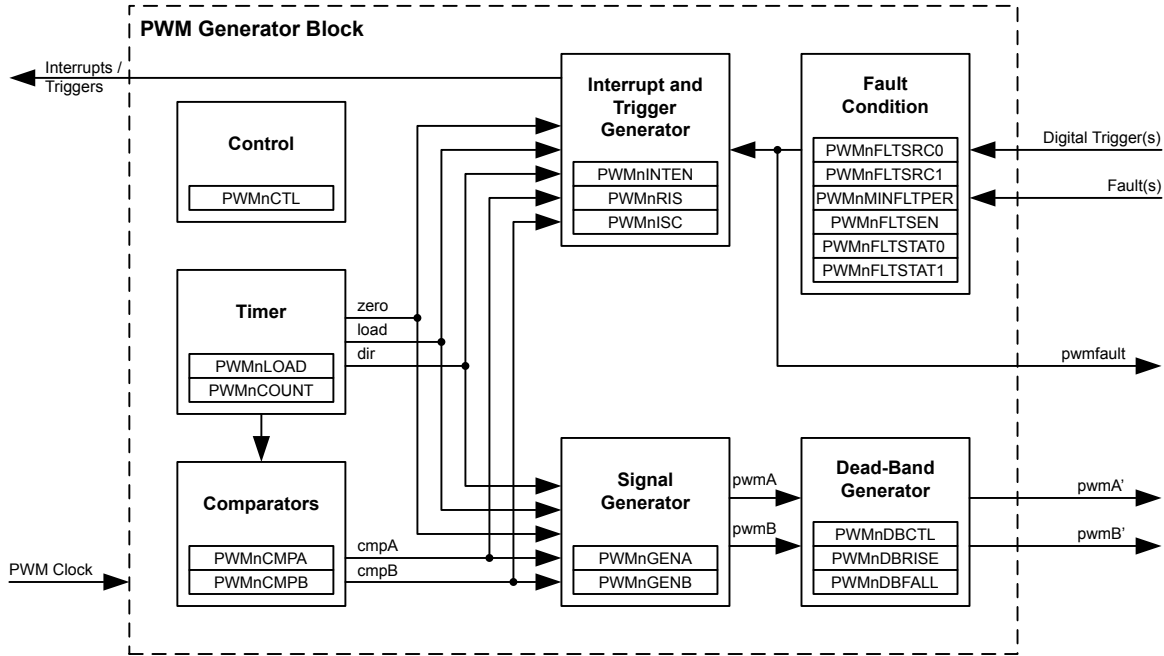 PWM Generator Block
Interrupts /
Triggers
Control
PWMnCTL
Interrupt and
Trigger
Generator
PWMnINTEN
PWMnRIS
PWMnISC
Fault
Condition
PWMnFLTSRC0
PWMnFLTSRC1
PWMnMINFLTPER
PWMnFLTSEN
PWMnFLTSTAT0
PWMnFLTSTAT1
Digital Trigger(s)
Fault(s)
Timer
PWMnLOAD
PWMnCOUNT
zero
load
dir
pwmfault
Comparators
PWMnCMPA
PWMnCMPB
cmpA
cmpB
Signal
Generator
PWMnGENA
PWMnGENB
pwmA
pwmB
Dead-Band
Generator
PWMnDBCTL
PWMnDBRISE
PWMnDBFALL
pwmA’
pwmB’
PWM Clock